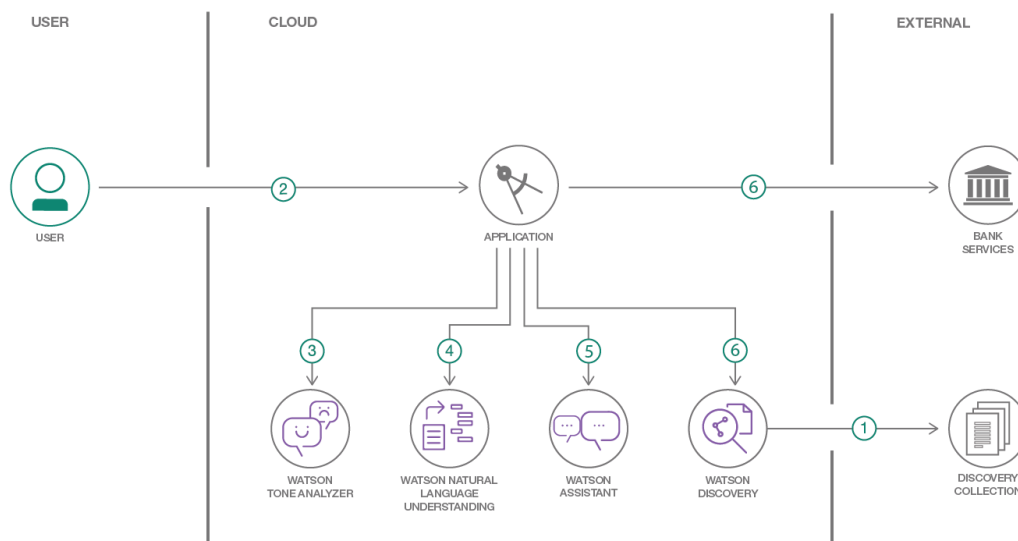 USER
CLOUD
EXTERNAL
2
6
USER
APPLICATION
BANK
SERVICES
3
4
5
6
1
WATSON
TONE ANALYZER
WATSON NATURAL
LANGUAGE
UNDERSTANDING
WATSON
ASSISTANT
WATSON
DISCOVERY
DISCOVERY
COLLECTION